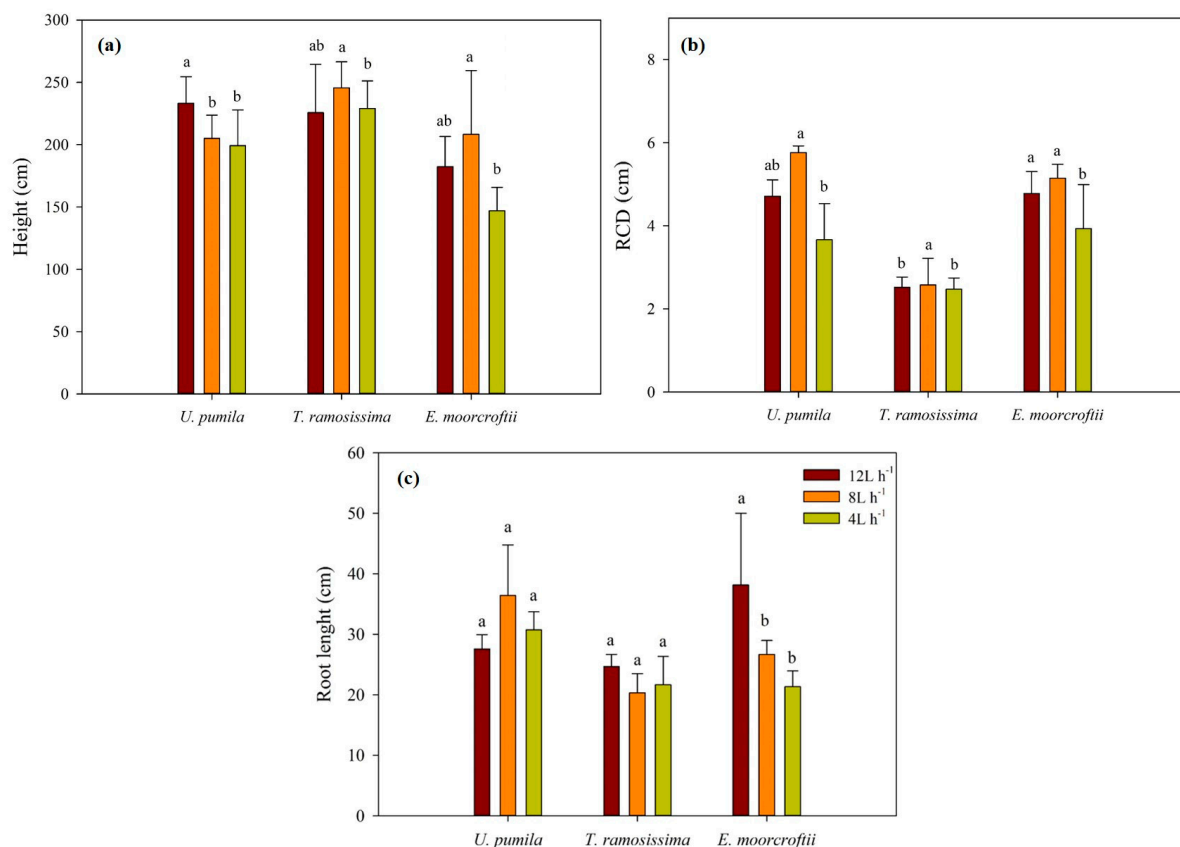 (a)
Height (cm)
300
250
200
150
100
50
0
a
b
b
ab
a
b
ab
a
b
U. pumila
T. ramosissima
E. moorcroftii
(b)
RCD (cm)
8
6
4
2
0
ab
a
b
b
a
b
a
a
b
U. pumila
T. ramosissima
E. moorcroftii
(c)
Root lenght (cm)
60
50
40
30
20
10
0
a
a
a
a
a
a
a
b
b
12L h⁻¹
8L h⁻¹
4L h⁻¹
U. pumila
T. ramosissima
E. moorcroftii